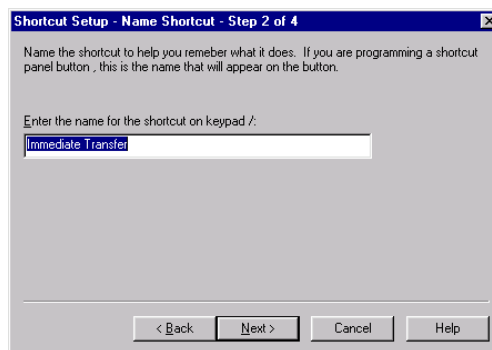 Shortcut Setup - Name Shortcut - Step 2 of 4
Name the shortcut to help you remeber what it does. If you are programming a shortcut
panel button , this is the name that will appear on the button.
Enter the name for the shortcut on keypad /:
Immediate Transfer
< Back Next > Cancel Help